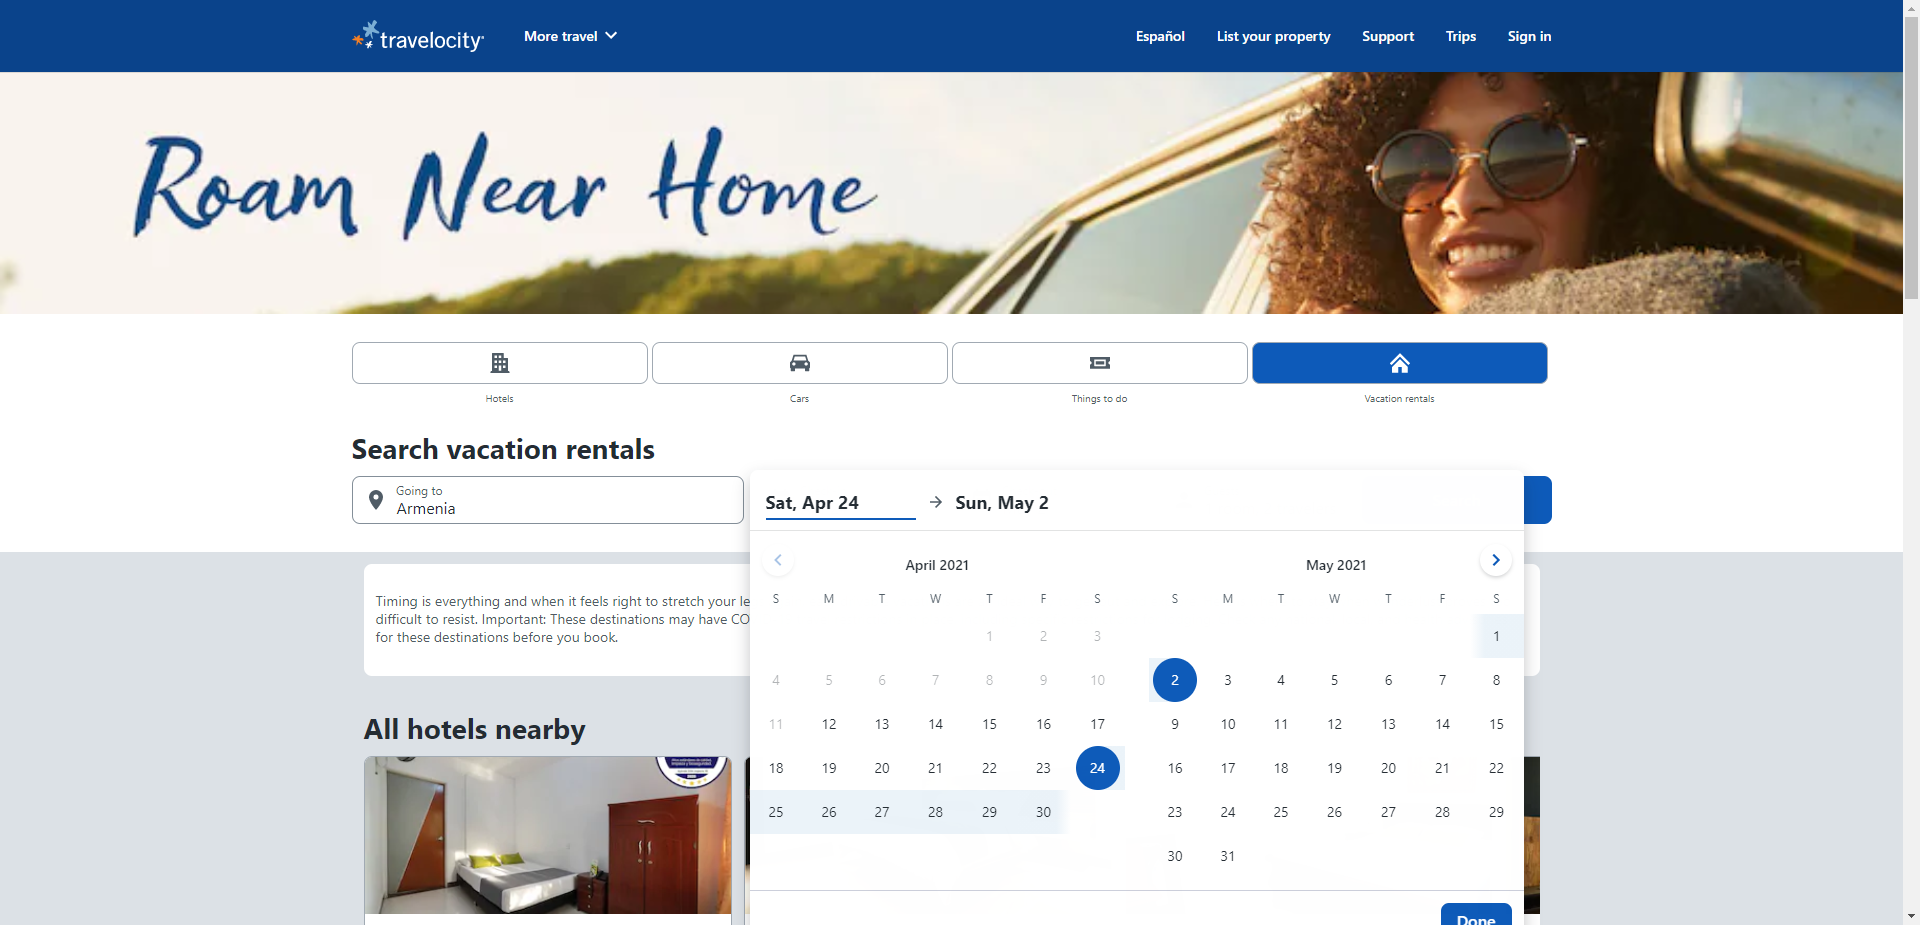 travelocity
More travel
Español
List your property
Support
Trips
Sign in
Roam Near Home
Hotels
Cars
Things to do
Vacation rentals
Search vacation rentals
Going to
Armenia
Sat, Apr 24
Sun, May 2
April 2021
S M T W T F S
1 2 3
4 5 6 7 8 9 10
11 12 13 14 15 16 17
18 19 20 21 22 23 24
25 26 27 28 29 30
May 2021
S M T W T F S
1
2 3 4 5 6 7 8
9 10 11 12 13 14 15
16 17 18 19 20 21 22
23 24 25 26 27 28 29
30 31
Done
Timing is everything and when it feels right to stretch your
difficult to resist. Important: These destinations may have
for these destinations before you book.
All hotels nearby